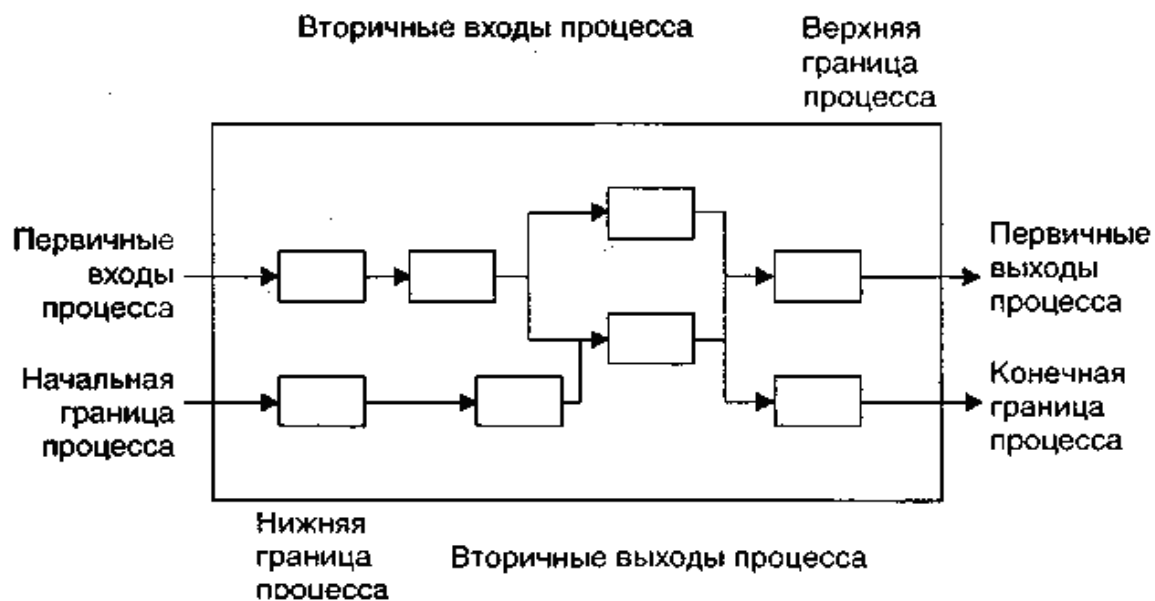 Вторичные входы процесса
Верхняя
граница
процесса
Первичные
входы
процесса
Первичные
выходы
процесса
Начальная
граница
процесса
Конечная
граница
процесса
Нижняя
граница
процесса
Вторичные выходы процесса